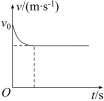 v/(m·s⁻¹)
v₀
O
t/s